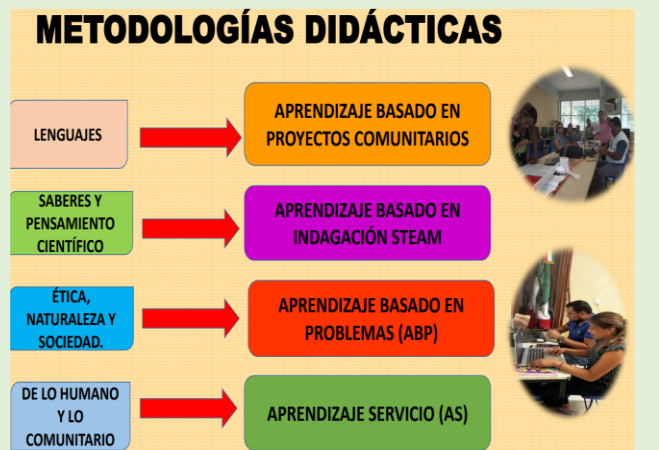 METODOLOGÍAS DIDÁCTICAS
LENGUAJES
APRENDIZAJE BASADO EN
PROYECTOS COMUNITARIOS
SABERES Y
PENSAMIENTO
CIENTÍFICO
APRENDIZAJE BASADO EN
INDAGACIÓN STEAM
ÉTICA,
NATURALEZA Y
SOCIEDAD.
APRENDIZAJE BASADO EN
PROBLEMAS (ABP)
DE LO HUMANO
Y LO
COMUNITARIO
APRENDIZAJE SERVICIO (AS)